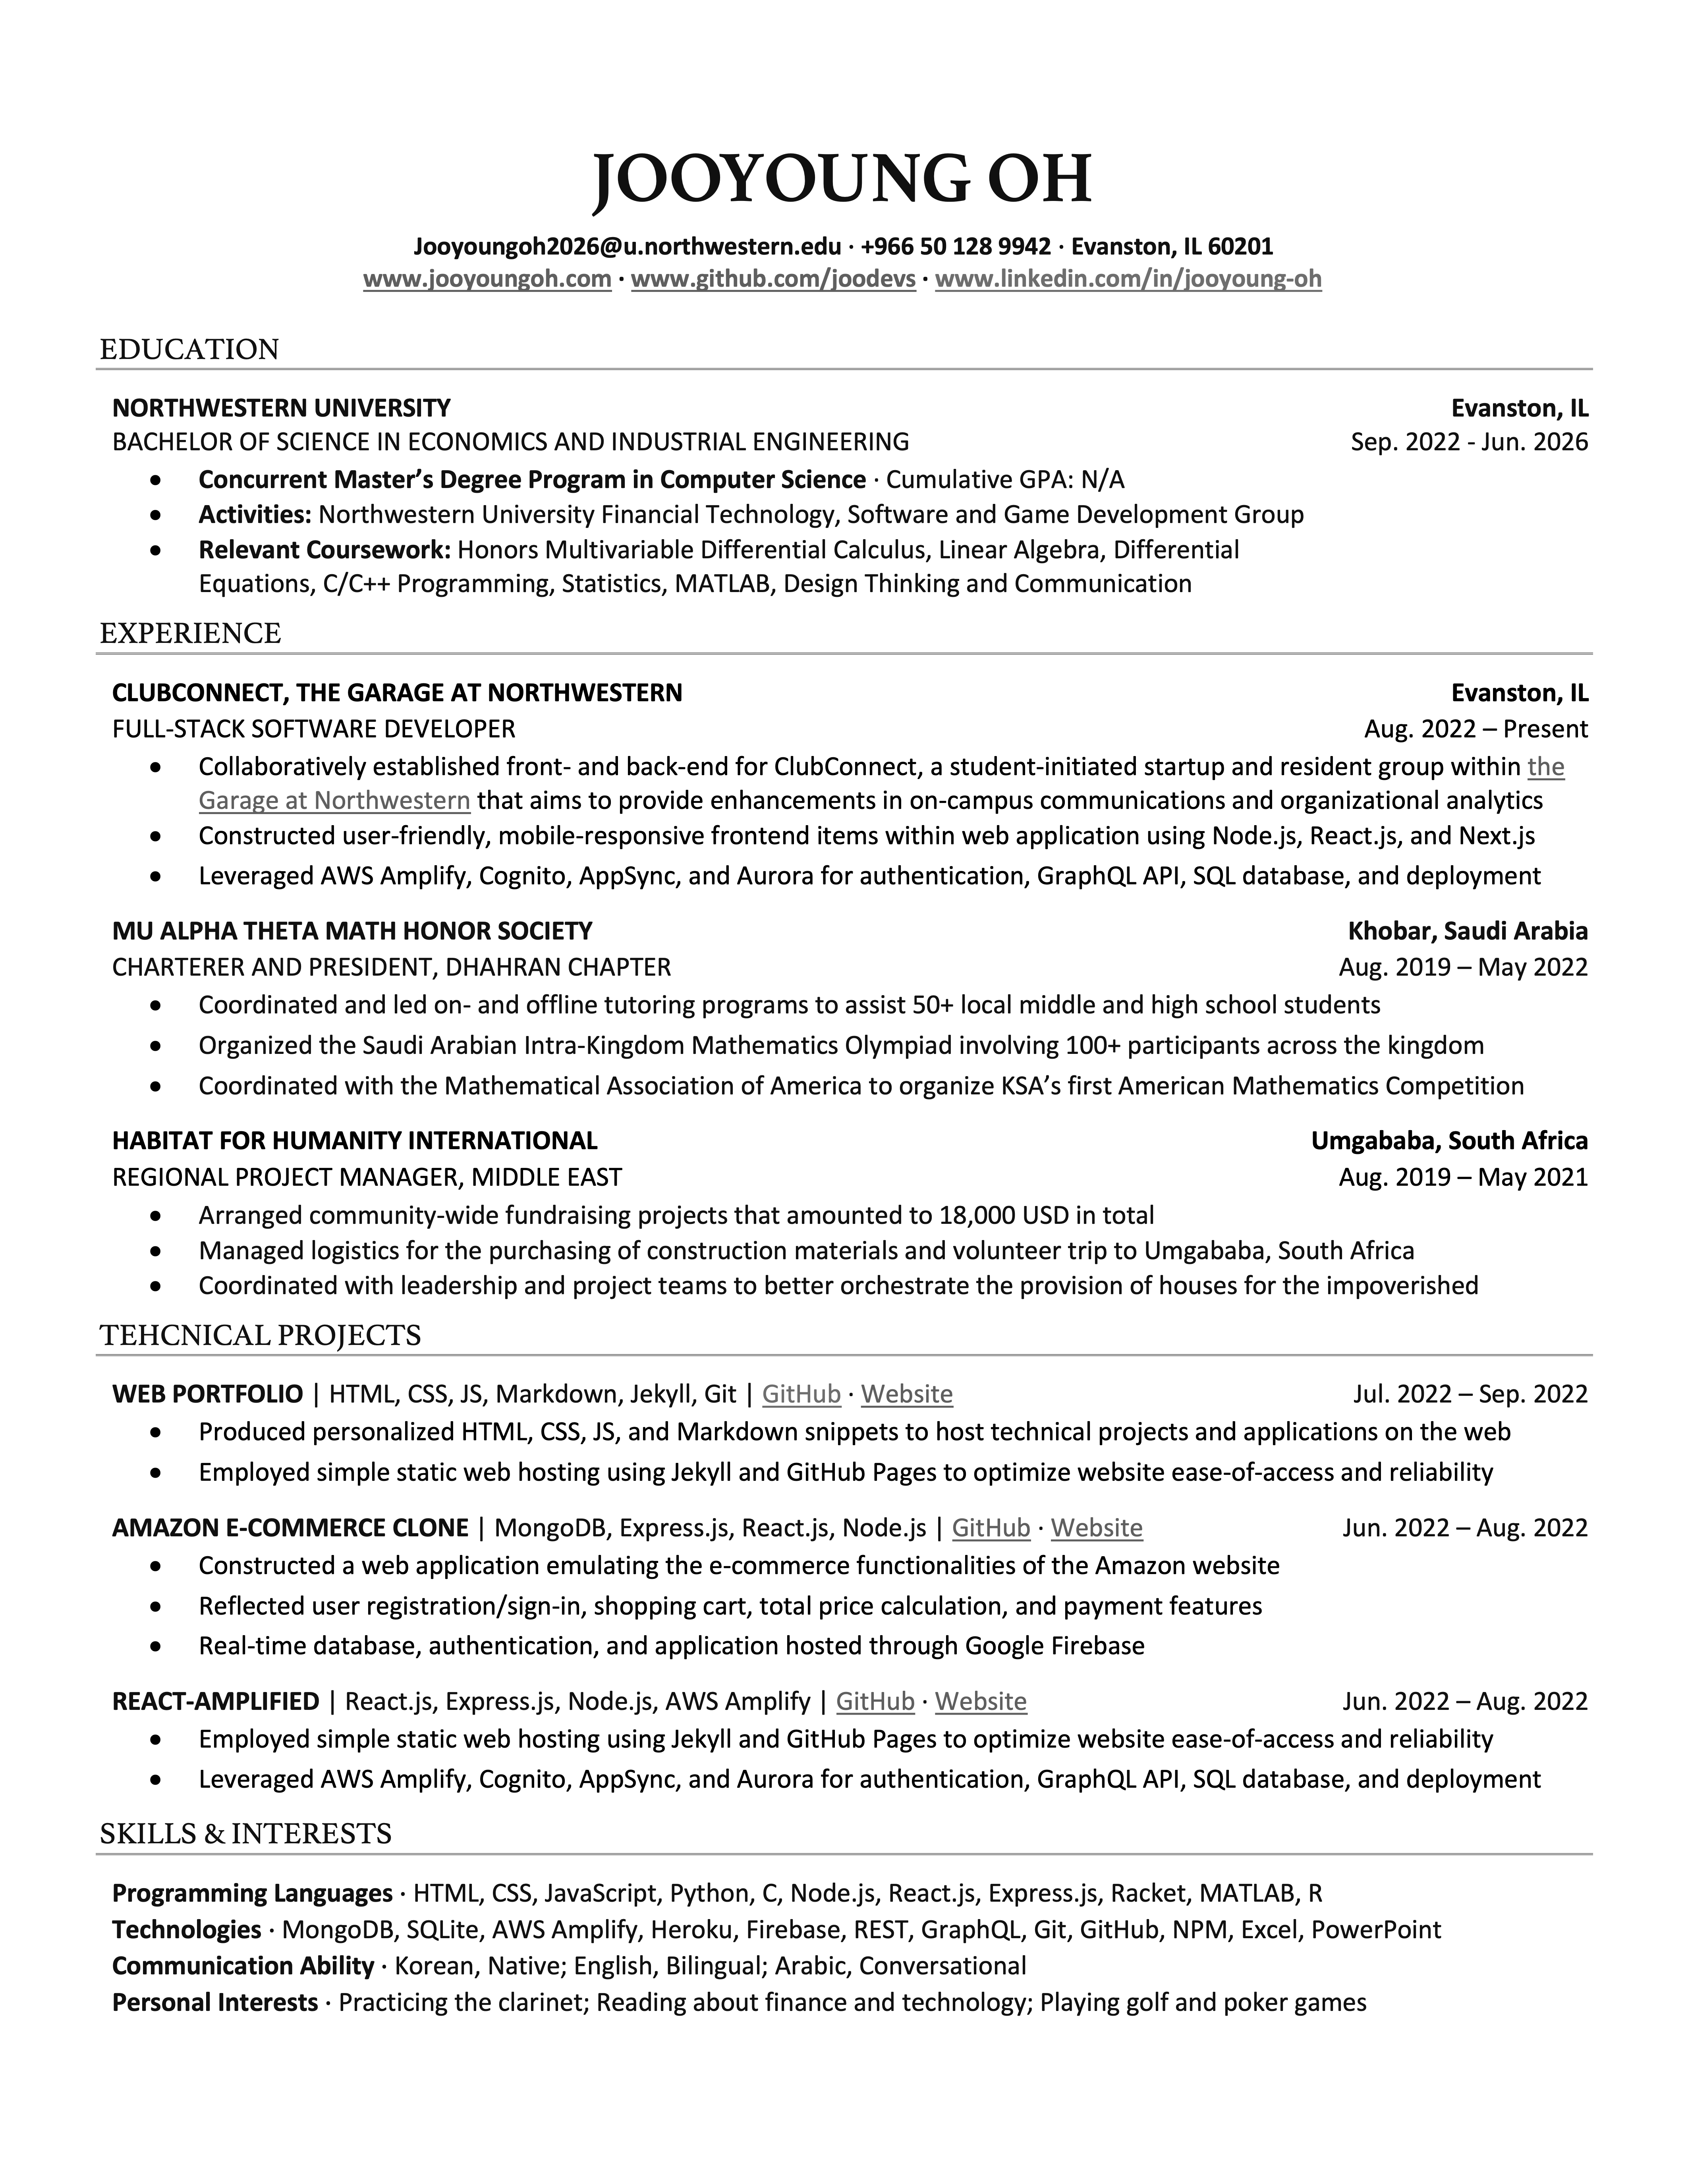 JOOYOUNG OH
Jooyoungoh2026@u.northwestern.edu · +966 50 128 9942 · Evanston, IL 60201
www.jooyoungoh.com · www.github.com/joodevs · www.linkedin.com/in/jooyoung-oh
EDUCATION
NORTHWESTERN UNIVERSITY Evanston, IL
BACHELOR OF SCIENCE IN ECONOMICS AND INDUSTRIAL ENGINEERING Sep. 2022 - Jun. 2026
• Concurrent Master’s Degree Program in Computer Science · Cumulative GPA: N/A
• Activities: Northwestern University Financial Technology, Software and Game Development Group
• Relevant Coursework: Honors Multivariable Differential Calculus, Linear Algebra, Differential
Equations, C/C++ Programming, Statistics, MATLAB, Design Thinking and Communication
EXPERIENCE
CLUBCONNECT, THE GARAGE AT NORTHWESTERN Evanston, IL
FULL-STACK SOFTWARE DEVELOPER Aug. 2022 – Present
• Collaboratively established front- and back-end for ClubConnect, a student-initiated startup and resident group within the
Garage at Northwestern that aims to provide enhancements in on-campus communications and organizational analytics
• Constructed user-friendly, mobile-responsive frontend items within web application using Node.js, React.js, and Next.js
• Leveraged AWS Amplify, Cognito, AppSync, and Aurora for authentication, GraphQL API, SQL database, and deployment
MU ALPHA THETA MATH HONOR SOCIETY Khobar, Saudi Arabia
CHARTERER AND PRESIDENT, DHAHRAN CHAPTER Aug. 2019 – May 2022
• Coordinated and led on- and offline tutoring programs to assist 50+ local middle and high school students
• Organized the Saudi Arabian Intra-Kingdom Mathematics Olympiad involving 100+ participants across the kingdom
• Coordinated with the Mathematical Association of America to organize KSA’s first American Mathematics Competition
HABITAT FOR HUMANITY INTERNATIONAL Umgababa, South Africa
REGIONAL PROJECT MANAGER, MIDDLE EAST Aug. 2019 – May 2021
• Arranged community-wide fundraising projects that amounted to 18,000 USD in total
• Managed logistics for the purchasing of construction materials and volunteer trip to Umgababa, South Africa
• Coordinated with leadership and project teams to better orchestrate the provision of houses for the impoverished
TEHCNICAL PROJECTS
WEB PORTFOLIO | HTML, CSS, JS, Markdown, Jekyll, Git | GitHub · Website Jul. 2022 – Sep. 2022
• Produced personalized HTML, CSS, JS, and Markdown snippets to host technical projects and applications on the web
• Employed simple static web hosting using Jekyll and GitHub Pages to optimize website ease-of-access and reliability
AMAZON E-COMMERCE CLONE | MongoDB, Express.js, React.js, Node.js | GitHub · Website Jun. 2022 – Aug. 2022
• Constructed a web application emulating the e-commerce functionalities of the Amazon website
• Reflected user registration/sign-in, shopping cart, total price calculation, and payment features
• Real-time database, authentication, and application hosted through Google Firebase
REACT-AMPLIFIED | React.js, Express.js, Node.js, AWS Amplify | GitHub · Website Jun. 2022 – Aug. 2022
• Employed simple static web hosting using Jekyll and GitHub Pages to optimize website ease-of-access and reliability
• Leveraged AWS Amplify, Cognito, AppSync, and Aurora for authentication, GraphQL API, SQL database, and deployment
SKILLS & INTERESTS
Programming Languages · HTML, CSS, JavaScript, Python, C, Node.js, React.js, Express.js, Racket, MATLAB, R
Technologies · MongoDB, SQLite, AWS Amplify, Heroku, Firebase, REST, GraphQL, Git, GitHub, NPM, Excel, PowerPoint
Communication Ability · Korean, Native; English, Bilingual; Arabic, Conversational
Personal Interests · Practicing the clarinet; Reading about finance and technology; Playing golf and poker games